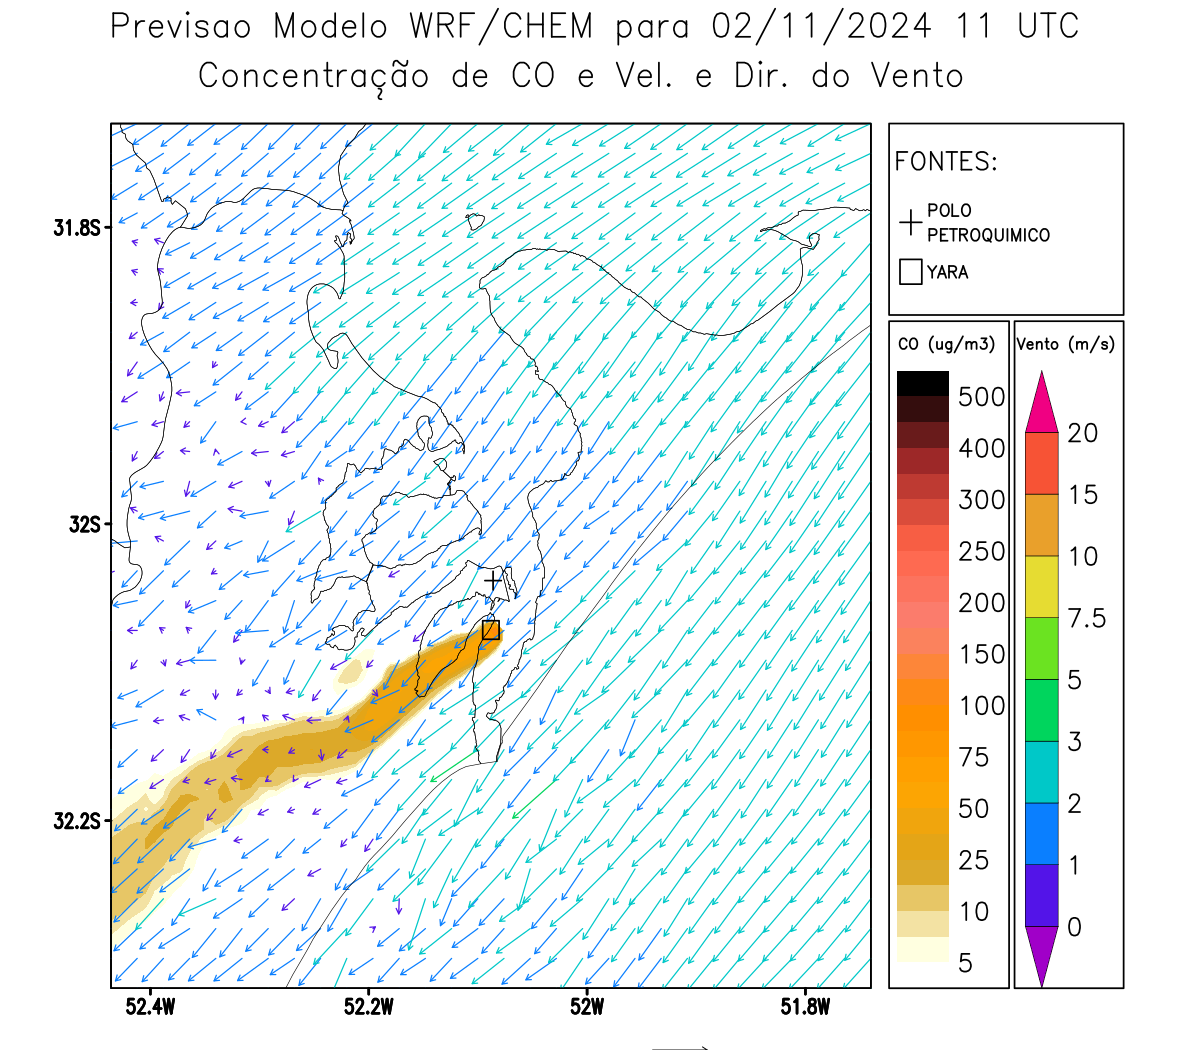 Previsao Modelo WRF/CHEM para 02/11/2024 11 UTC
Concentração de CO e Vel. e Dir. do Vento
FONTES:
POLO
PETROQUIMICO
YARA
CO (ug/m3)
500
400
300
250
200
150
100
75
50
25
10
5
Vento (m/s)
20
15
10
7.5
5
3
2
1
0
31.8S
32S
32.2S
52.4W
52.2W
52W
51.8W